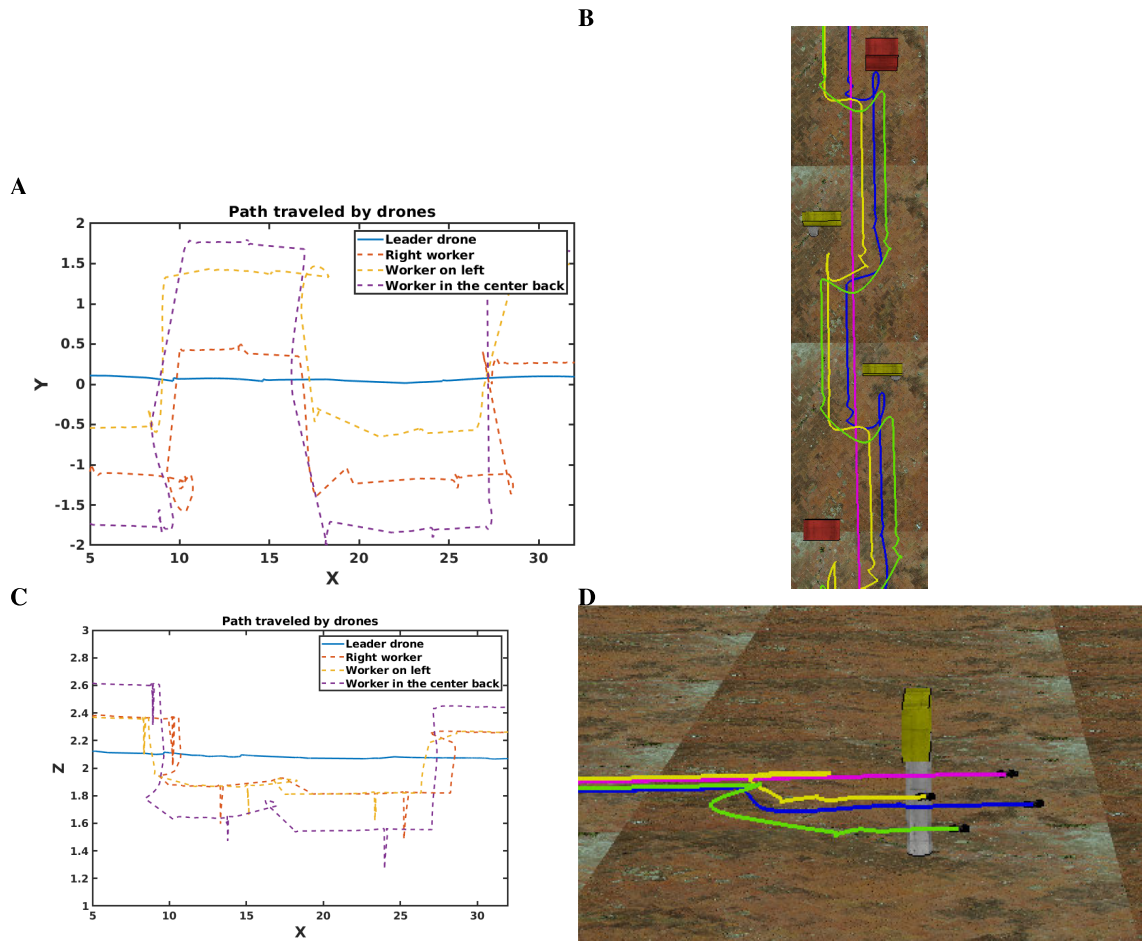 B
A
Path traveled by drones
Leader drone
Right worker
Worker on left
Worker in the center back
2
1.5
1
0.5
0
-0.5
-1
-1.5
-2
Y
5 10 15 20 25 30
X
C
D
Path traveled by drones
Leader drone
Right worker
Worker on left
Worker in the center back
3
2.8
2.6
2.4
2.2
2
1.8
1.6
1.4
1.2
1
Z
5 10 15 20 25 30
X